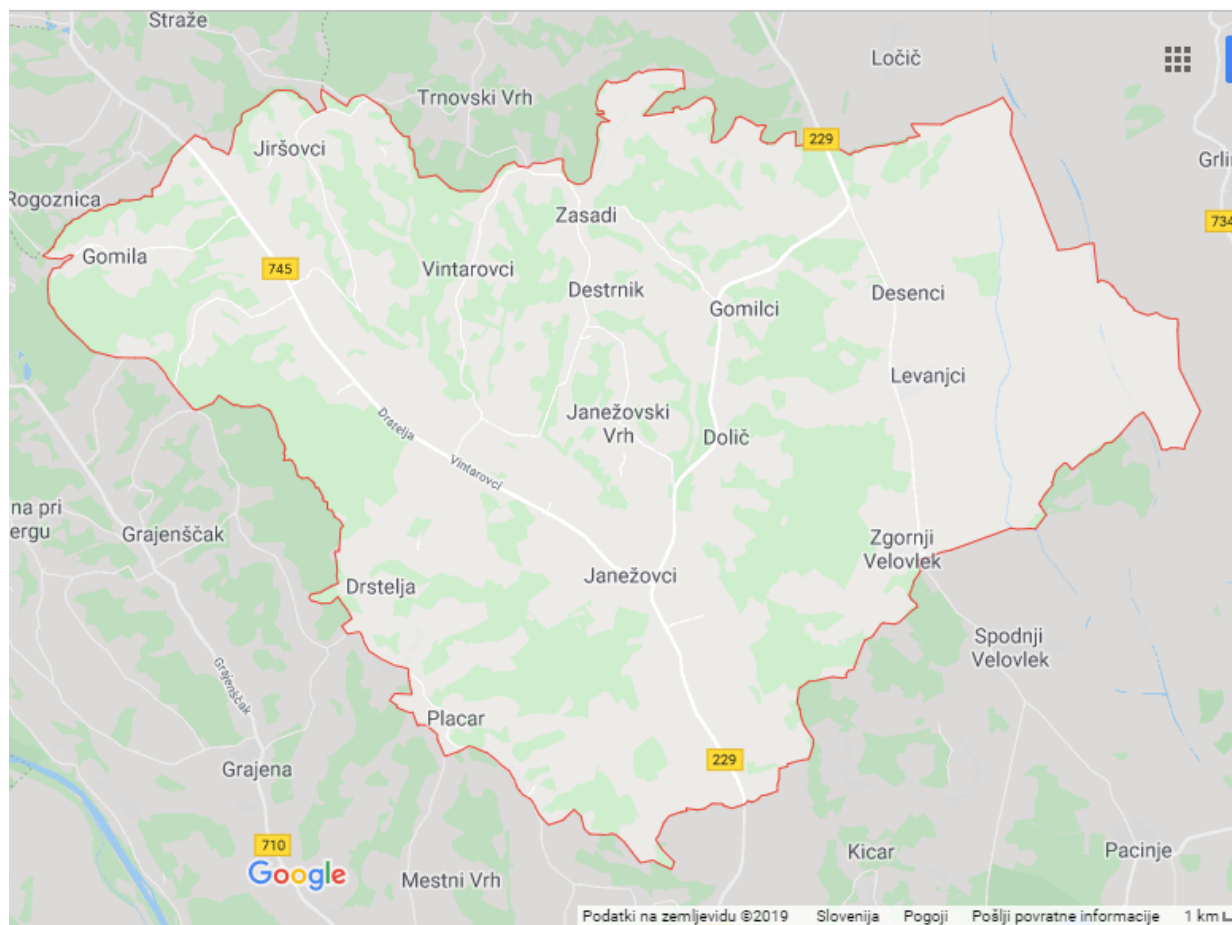 Straže
Ločič
Trnovski Vrh
229
Jiršovci
Grlin
Rogoznica
Zasadi
734
Gomila
745
Vintarovci
Destrnik
Desenci
Gomilci
Levanjci
Janežovski
Vrh
Drstelja
Dolič
Vintarovci
na pri
ergu
Grajenščak
Zgornji
Velovlek
Janežovci
Drstelja
Spodnji
Velovlek
Grajenščak
Placar
229
Grajena
710
Google
Mestni Vrh
Kicar
Pacinje
Podatki na zemljevidu ©2019 Slovenija Pogoji Pošlji povratne informacije 1 km